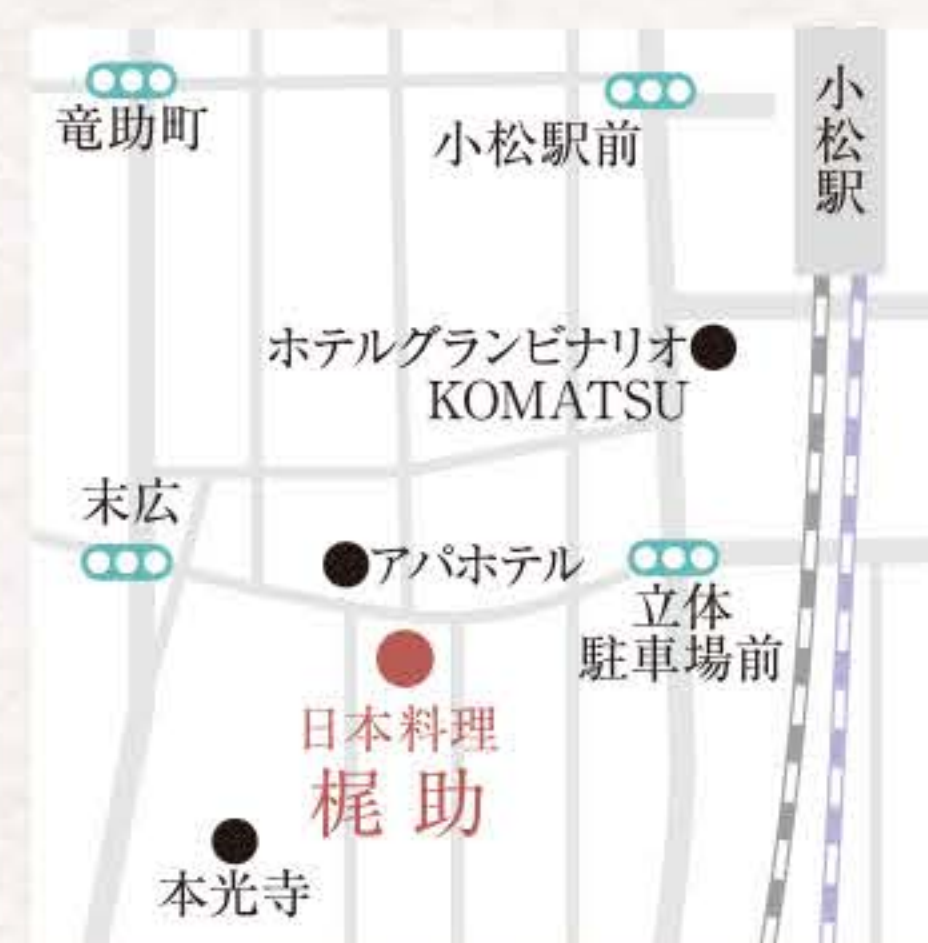 竜助町
小松駅前
小松駅
ホテルグランビナリオ
KOMATSU
末広
アパホテル
立体
駐車場前
日本料理
梶助
本光寺